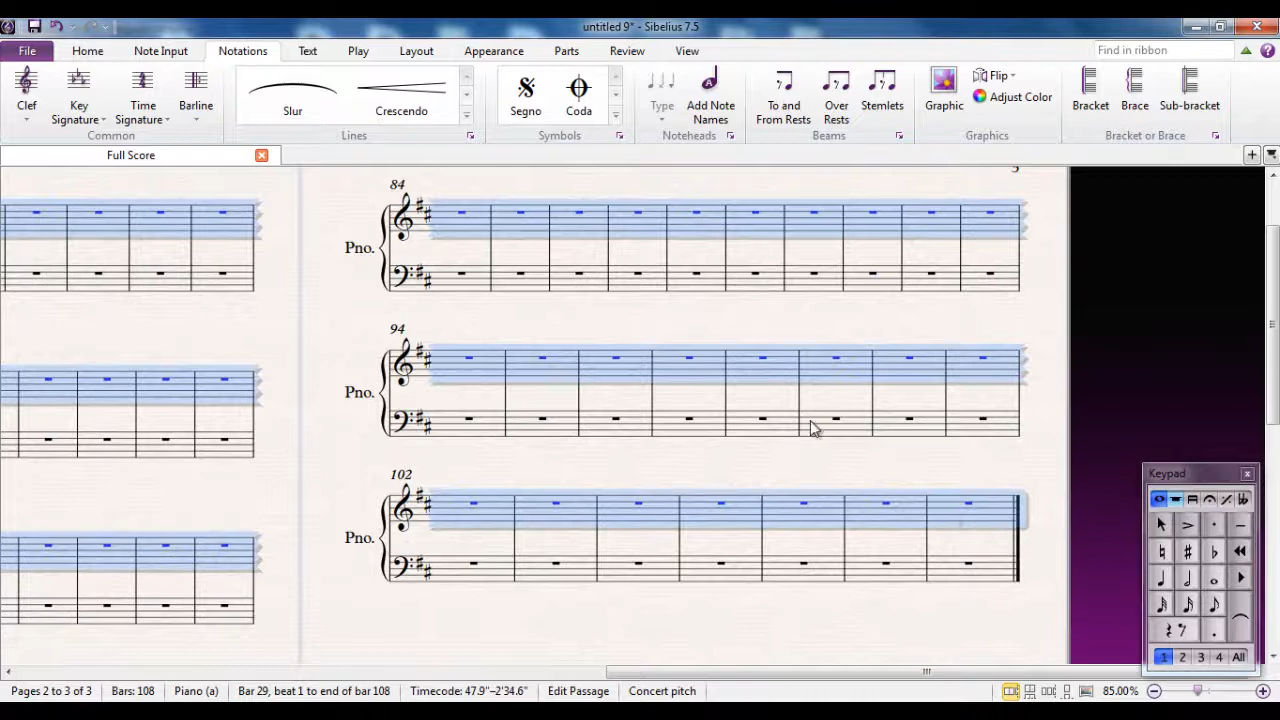 untitled 9* - Sibelius 7.5
File Home Note Input Notations Text Play Layout Appearance Parts Review View Find in ribbon
Clef Key Signature Time Signature Barline Slur Crescendo Segno Coda Type Add Note Names To and From Rests Over Rests Stemlets Graphic Flip Adjust Color Bracket Brace Sub-bracket
Common Lines Symbols Noteheads Beams Graphics Bracket or Brace
Full Score
84
Pno.
94
Pno.
102
Pno.
Keypad
1 2 3 4 All
Pages 2 to 3 of 3 Bars: 108 Piano (a) Bar 29, beat 1 to end of bar 108 Timecode: 47.9"–2'34.6" Edit Passage Concert pitch 85.00%